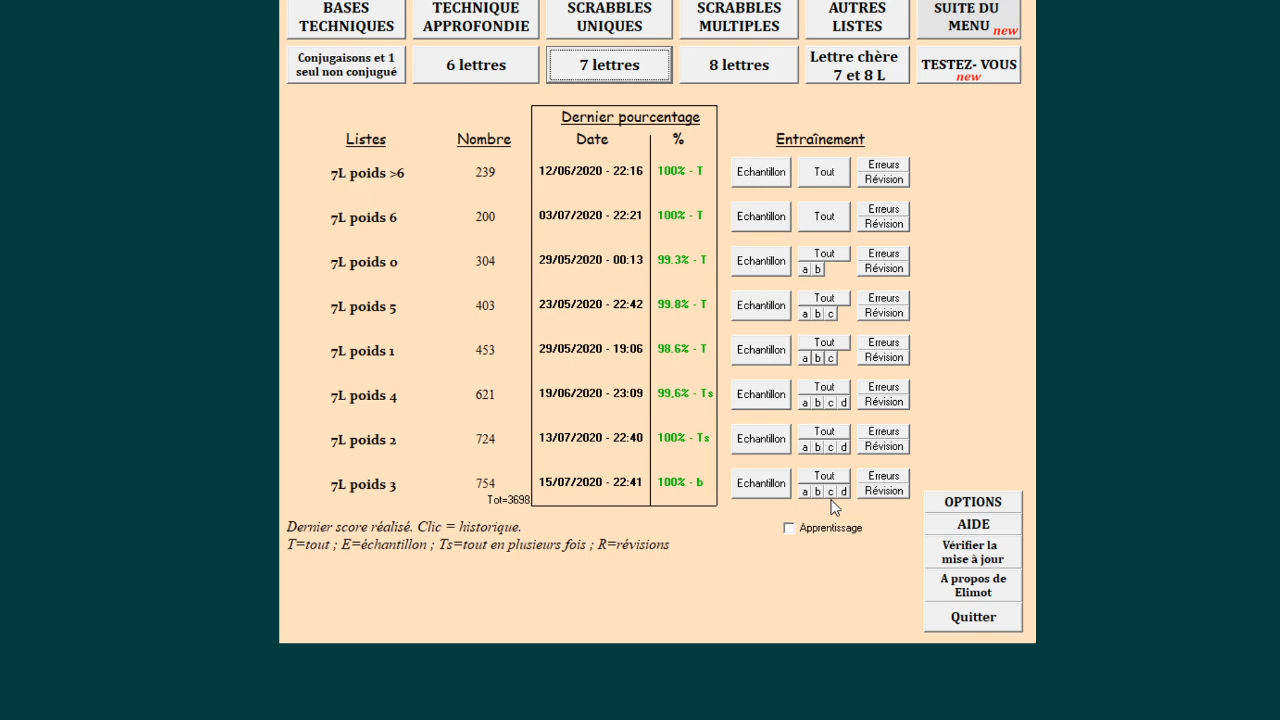 BASES TECHNIQUES
TECHNIQUE APPROFONDIE
SCRABBLES UNIQUES
SCRABBLES MULTIPLES
AUTRES LISTES
SUITE DU MENU new
Conjugaisons et 1 seul non conjugué
6 lettres
7 lettres
8 lettres
Lettre chère 7 et 8 L
TESTEZ- VOUS new
Dernier pourcentage
Listes Nombre Date % Entraînement
7L poids >6 239 12/06/2020 - 22:16 100% - T Echantillon Tout Erreurs Révision
7L poids 6 200 03/07/2020 - 22:21 100% - T Echantillon Tout Erreurs Révision
7L poids 0 304 29/05/2020 - 00:13 99.3% - T Echantillon Tout a b Erreurs Révision
7L poids 5 403 23/05/2020 - 22:42 99.8% - T Echantillon Tout a b c Erreurs Révision
7L poids 1 453 29/05/2020 - 19:06 98.6% - T Echantillon Tout a b c Erreurs Révision
7L poids 4 621 19/06/2020 - 23:09 99,6% - Ts Echantillon Tout a b c d Erreurs Révision
7L poids 2 724 13/07/2020 - 22:40 100% - Ts Echantillon Tout a b c d Erreurs Révision
7L poids 3 754 15/07/2020 - 22:41 100% - b Echantillon Tout a b c d Erreurs Révision
Tot=3698
Dernier score réalisé. Clic = historique.
T=tout ; E=échantillon ; Ts=tout en plusieurs fois ; R=révisions
Apprentissage
OPTIONS
AIDE
Vérifier la mise à jour
A propos de Elimot
Quitter